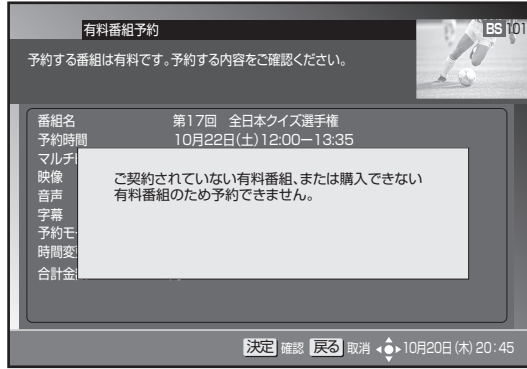 有料番組予約
BS 101
予約する番組は有料です。予約する内容をご確認ください。
番組名 第17回 全日本クイズ選手権
予約時間 10月22日(土)12:00ー13:35
マルチ
映像
音声
字幕
予約モー
時間変
合計金
ご契約されていない有料番組、または購入できない
有料番組のため予約できません。
決定 確認 戻る 取消 10月20日(木)20:45